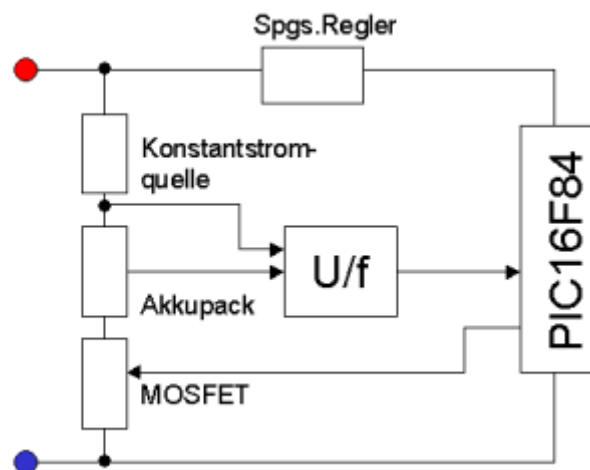 Spgs.Regler
Konstantstrom-
quelle
U/f
Akkupack
MOSFET
PIC16F84